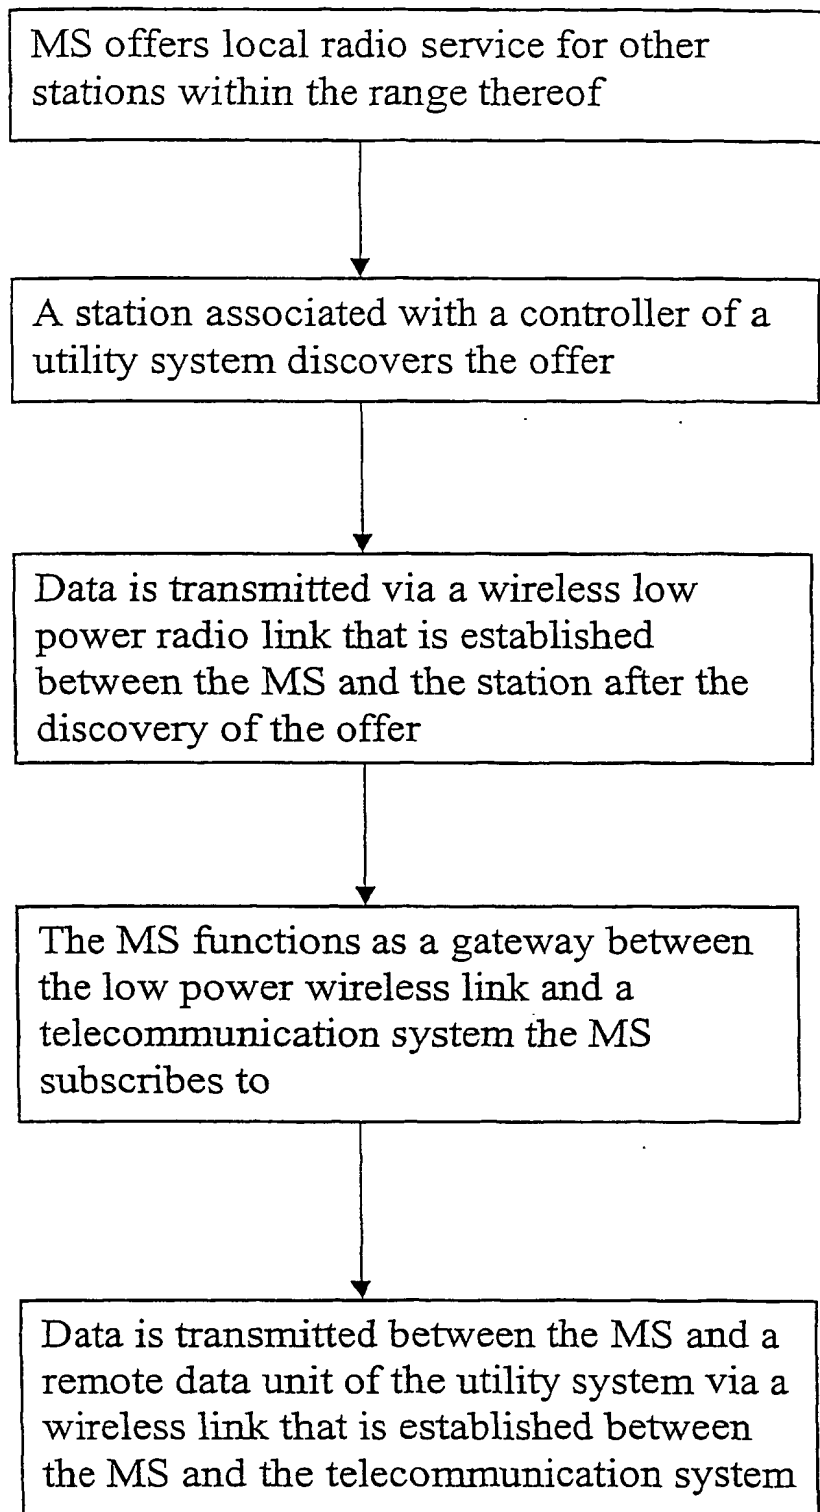 MS offers local radio service for other
stations within the range thereof
A station associated with a controller of a
utility system discovers the offer
Data is transmitted via a wireless low
power radio link that is established
between the MS and the station after the
discovery of the offer
The MS functions as a gateway between
the low power wireless link and a
telecommunication system the MS
subscribes to
Data is transmitted between the MS and a
remote data unit of the utility system via a
wireless link that is established between
the MS and the telecommunication system